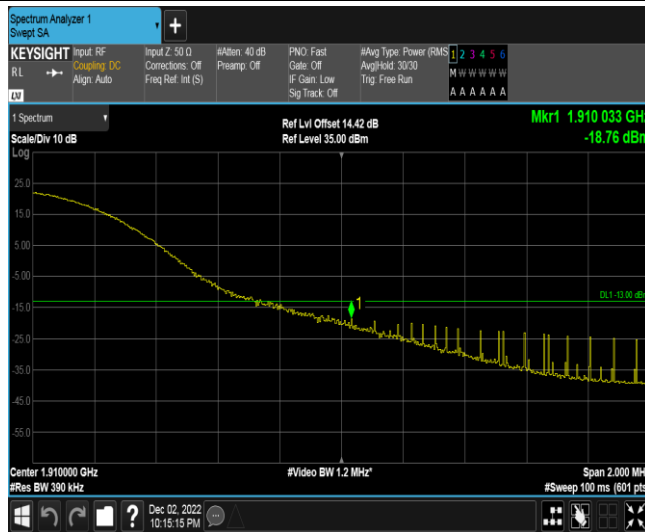 Spectrum Analyzer 1
Swept SA
+
KEYSIGHT
RL
LXI
Input: RF
Coupling: DC
Align: Auto
Input Z: 50 Ω
Corrections: Off
Freq Ref: Int (S)
#Atten: 40 dB
Preamp: Off
PNO: Fast
Gate: Off
IF Gain: Low
Sig Track: Off
#Avg Type: Power (RMS
Avg|Hold: 30/30
Trig: Free Run
1 2 3 4 5 6
M W W W W W
A A A A A A
1 Spectrum
Scale/Div 10 dB
Ref Lvl Offset 14.42 dB
Ref Level 35.00 dBm
Mkr1 1.910 033 GHz
-18.76 dBm
Log
25.0
15.0
5.00
-5.00
-15.0
-25.0
-35.0
-45.0
-55.0
1
DL1 -13.00 dBm
Center 1.910000 GHz
#Res BW 390 kHz
#Video BW 1.2 MHz*
Span 2.000 MH
#Sweep 100 ms (601 pts
?
Dec 02, 2022
10:15:15 PM